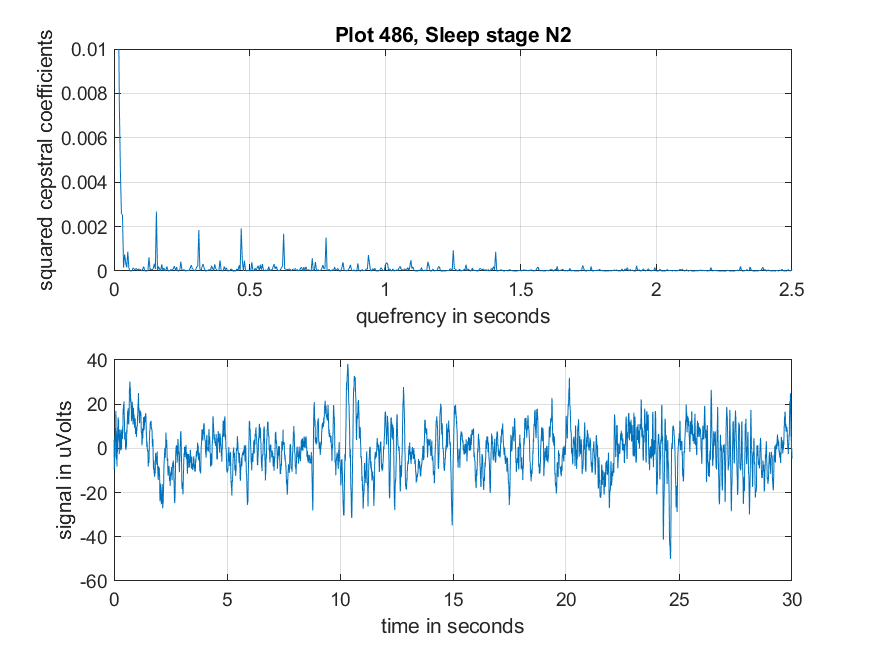 Plot 486, Sleep stage N2
squared cepstral coefficients
0.01
0.008
0.006
0.004
0.002
0
0 0.5 1 1.5 2 2.5
quefrency in seconds
signal in uVolts
40
20
0
-20
-40
-60
0 5 10 15 20 25 30
time in seconds